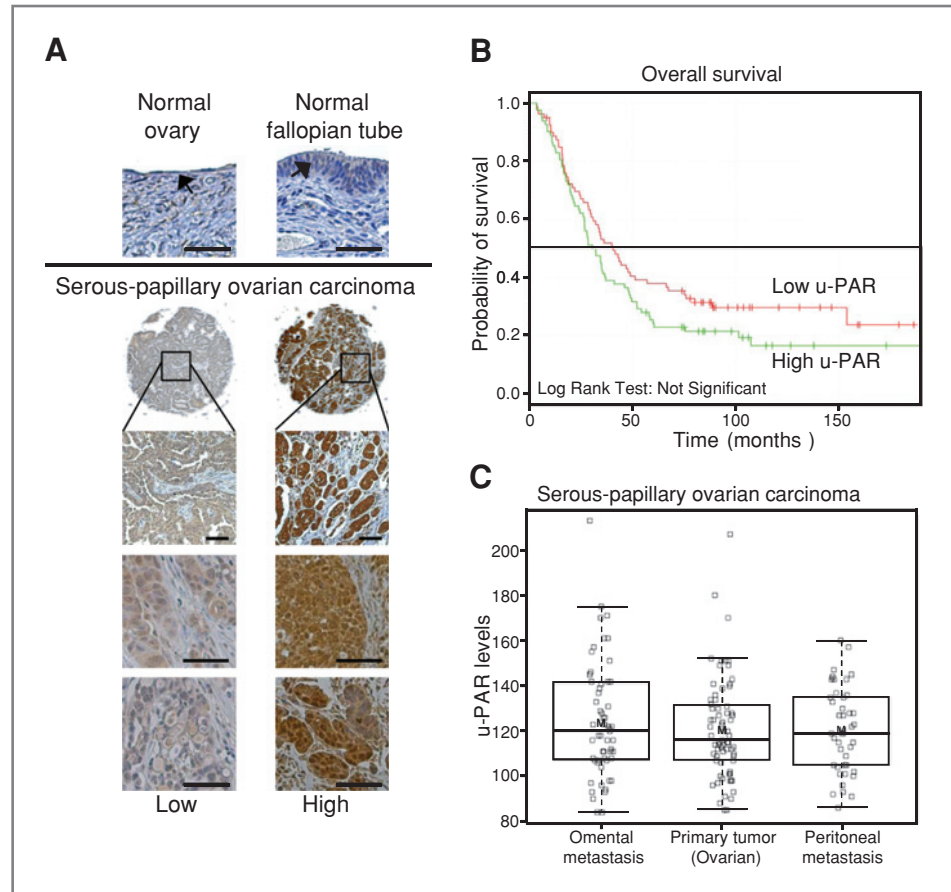 A
Normal
ovary
Normal
fallopian tube
Serous-papillary ovarian carcinoma
Low
High
B
Overall survival
Probability of survival
1.0
0.8
0.6
0.4
0.2
0.0
Low u-PAR
High u-PAR
Log Rank Test: Not Significant
0
50
100
150
Time (months )
C
Serous-papillary ovarian carcinoma
u-PAR levels
200
180
160
140
120
100
80
M
M
M
Omental
metastasis
Primary tumor
(Ovarian)
Peritoneal
metastasis